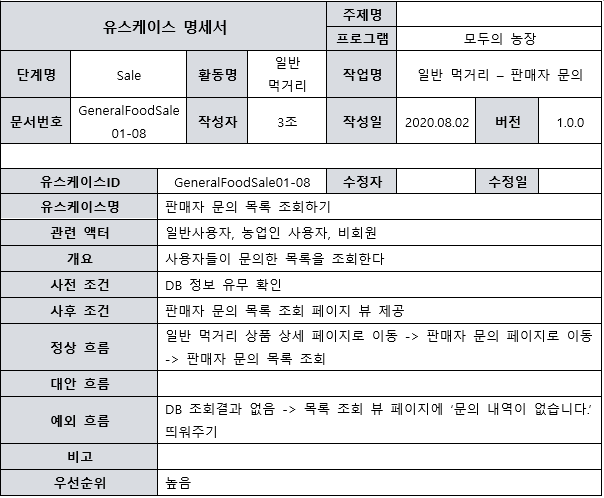 유스케이스 명세서
주제명
프로그램 모두의 농장
단계명 Sale 활동명 일반 먹거리 작업명 일반 먹거리 – 판매자 문의
문서번호 GeneralFoodSale 01-08 작성자 3조 작성일 2020.08.02 버전 1.0.0
유스케이스ID GeneralFoodSale01-08 수정자 수정일
유스케이스명 판매자 문의 목록 조회하기
관련 액터 일반사용자, 농업인 사용자, 비회원
개요 사용자들이 문의한 목록을 조회한다
사전 조건 DB 정보 유무 확인
사후 조건 판매자 문의 목록 조회 페이지 뷰 제공
정상 흐름 일반 먹거리 상품 상세 페이지로 이동 -> 판매자 문의 페이지로 이동
-> 판매자 문의 목록 조회
대안 흐름
예외 흐름 DB 조회결과 없음 -> 목록 조회 뷰 페이지에 ‘문의 내역이 없습니다.’
띄워주기
비고
우선순위 높음